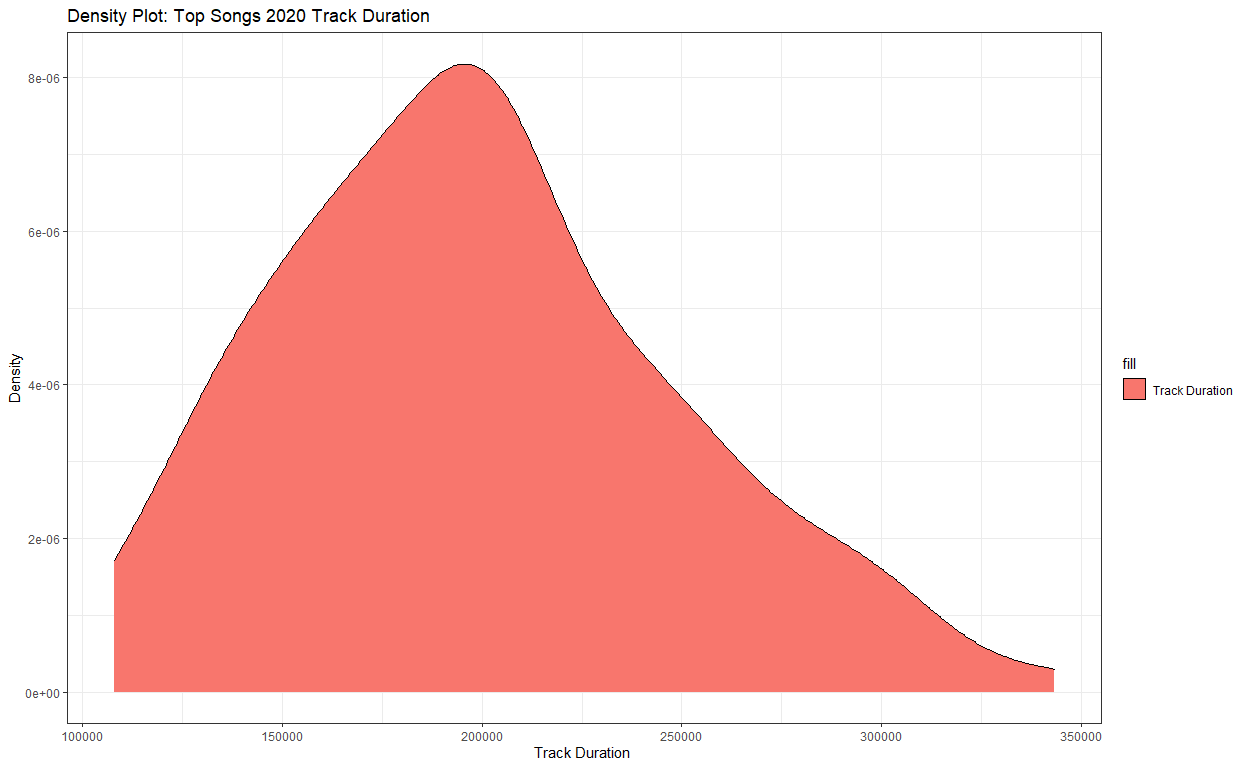 Density Plot: Top Songs 2020 Track Duration
8e-06
6e-06
4e-06
2e-06
0e+00
Density
100000 150000 200000 250000 300000 350000
Track Duration
fill
Track Duration